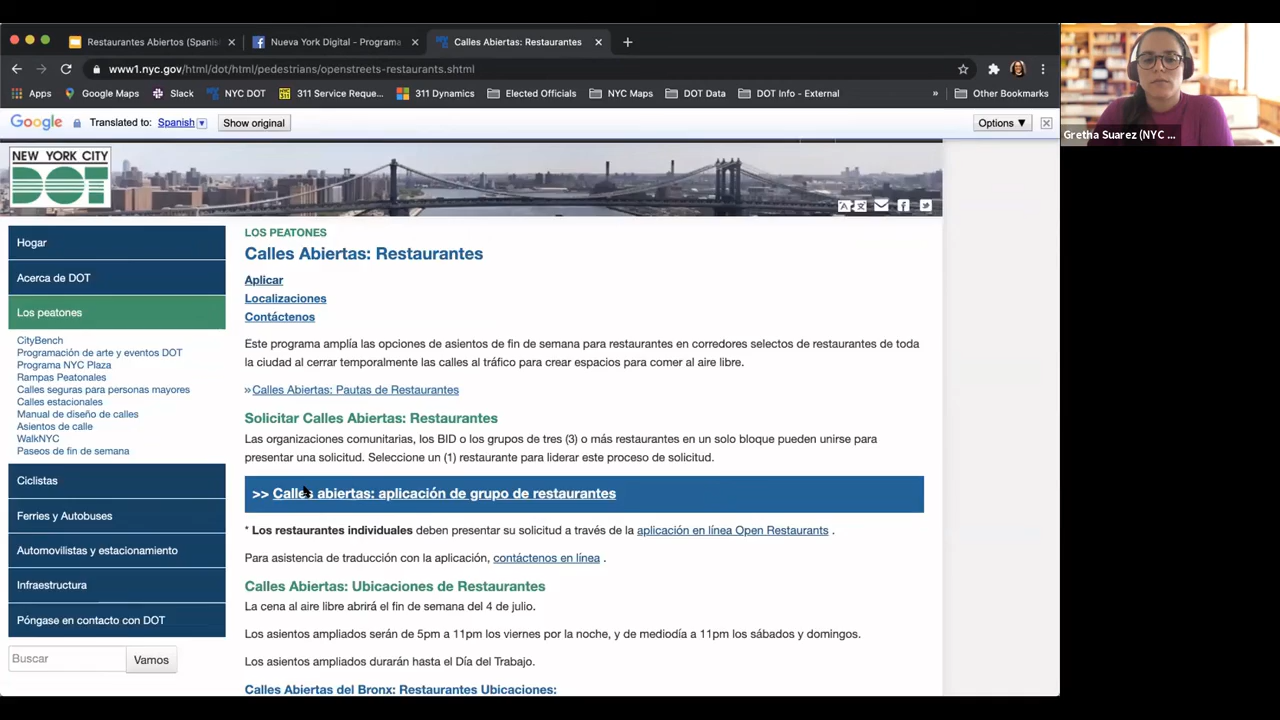 Restaurantes Abiertos (Spanis
Nueva York Digital - Programa
Calles Abiertas: Restaurantes
www1.nyc.gov/html/dot/html/pedestrians/openstreets-restaurants.shtml
Apps
Google Maps
Slack
NYC DOT
311 Service Reque...
311 Dynamics
Elected Officials
NYC Maps
DOT Data
DOT Info - External
»
Other Bookmarks
Google
Translated to: Spanish
Show original
Options ▼
NEW YORK CITY
DOT
Hogar
Acerca de DOT
Los peatones
CityBench
Programación de arte y eventos DOT
Programa NYC Plaza
Rampas Peatonales
Calles seguras para personas mayores
Calles estacionales
Manual de diseño de calles
Asientos de calle
WalkNYC
Paseos de fin de semana
Ciclistas
Ferries y Autobuses
Automovilistas y estacionamiento
Infraestructura
Póngase en contacto con DOT
Buscar
Vamos
LOS PEATONES
Calles Abiertas: Restaurantes
Aplicar
Localizaciones
Contáctenos
Este programa amplía las opciones de asientos de fin de semana para restaurantes en corredores selectos de restaurantes de toda
la ciudad al cerrar temporalmente las calles al tráfico para crear espacios para comer al aire libre.
» Calles Abiertas: Pautas de Restaurantes
Solicitar Calles Abiertas: Restaurantes
Las organizaciones comunitarias, los BID o los grupos de tres (3) o más restaurantes en un solo bloque pueden unirse para
presentar una solicitud. Seleccione un (1) restaurante para liderar este proceso de solicitud.
>> Calles abiertas: aplicación de grupo de restaurantes
* Los restaurantes individuales deben presentar su solicitud a través de la aplicación en línea Open Restaurants .
Para asistencia de traducción con la aplicación, contáctenos en línea .
Calles Abiertas: Ubicaciones de Restaurantes
La cena al aire libre abrirá el fin de semana del 4 de julio.
Los asientos ampliados serán de 5pm a 11pm los viernes por la noche, y de mediodía a 11pm los sábados y domingos.
Los asientos ampliados durarán hasta el Día del Trabajo.
Calles Abiertas del Bronx: Restaurantes Ubicaciones:
Gretha Suarez (NYC ...